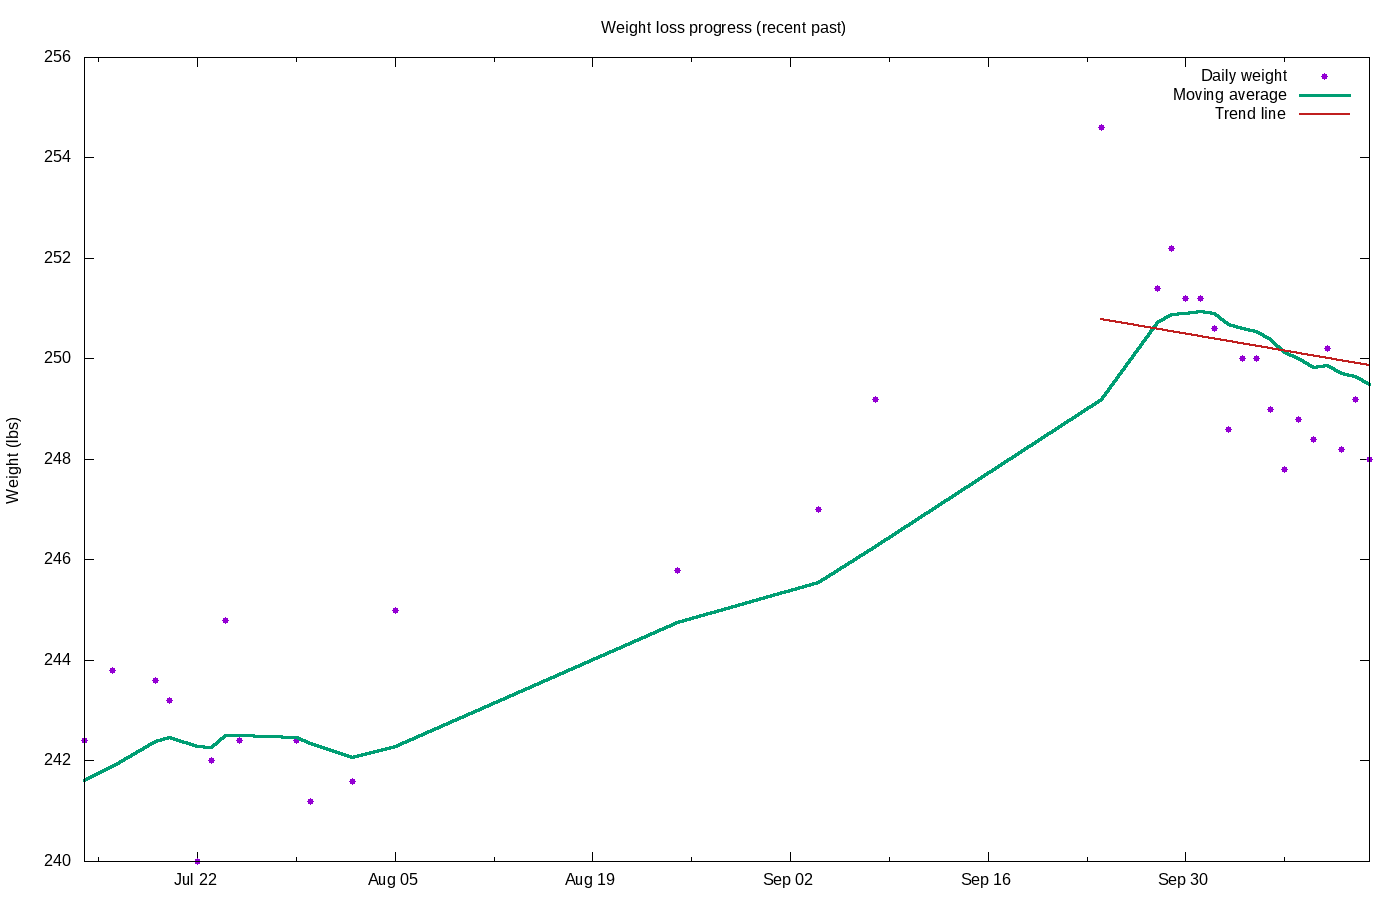 Weight loss progress (recent past)
256
254
252
250
248
246
244
242
240
Weight (lbs)
Daily weight
Moving average
Trend line
Jul 22 Aug 05 Aug 19 Sep 02 Sep 16 Sep 30